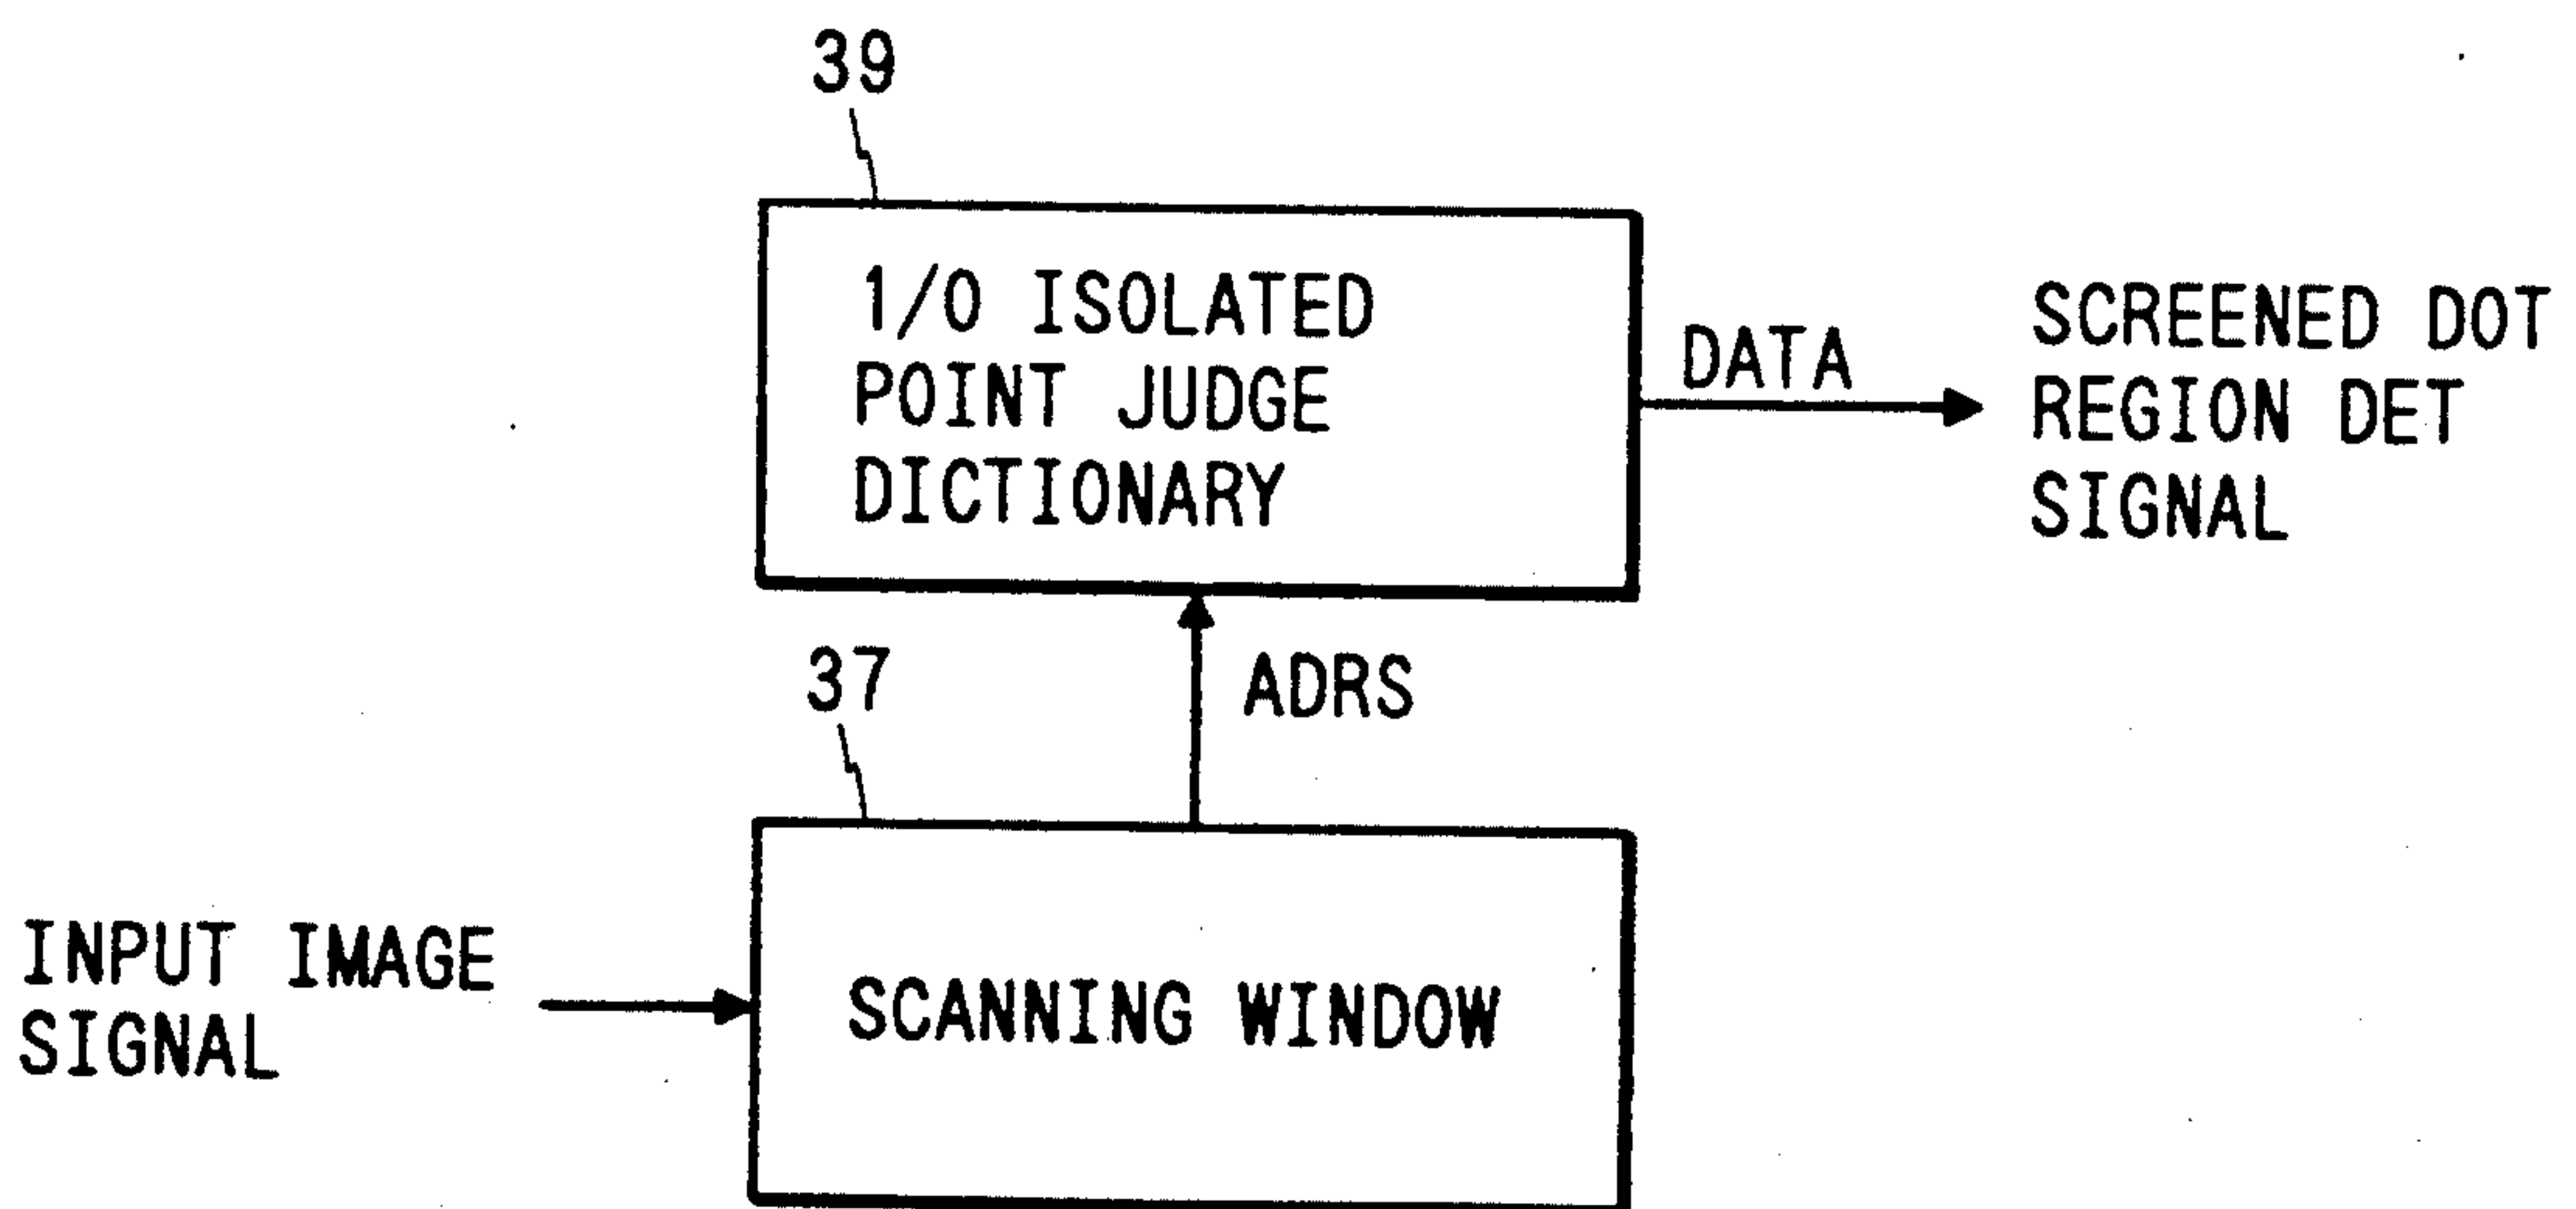 39
1/0 ISOLATED
POINT JUDGE
DICTIONARY
DATA
SCREENED DOT
REGION DET
SIGNAL
37
ADRS
INPUT IMAGE
SIGNAL
SCANNING WINDOW